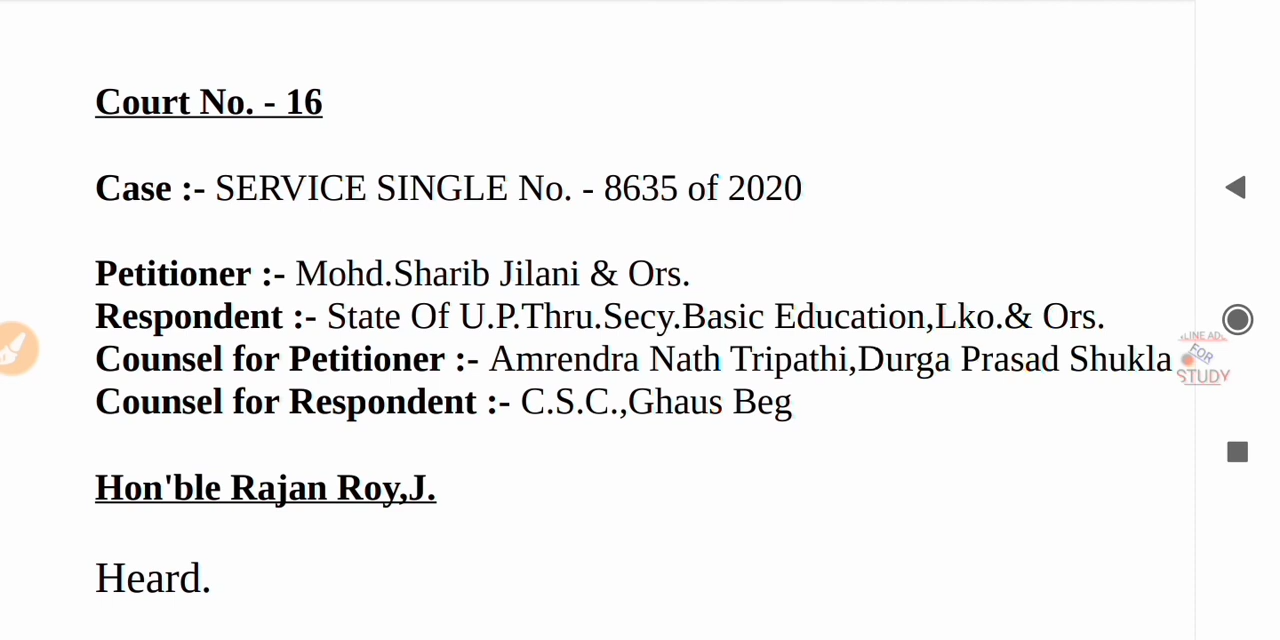 Court No. - 16
Case :- SERVICE SINGLE No. - 8635 of 2020
Petitioner :- Mohd.Sharib Jilani & Ors.
Respondent :- State Of U.P.Thru.Secy.Basic Education,Lko.& Ors.
Counsel for Petitioner :- Amrendra Nath Tripathi,Durga Prasad Shukla
Counsel for Respondent :- C.S.C.,Ghaus Beg
Hon'ble Rajan Roy,J.
Heard.
FOR
STUDY